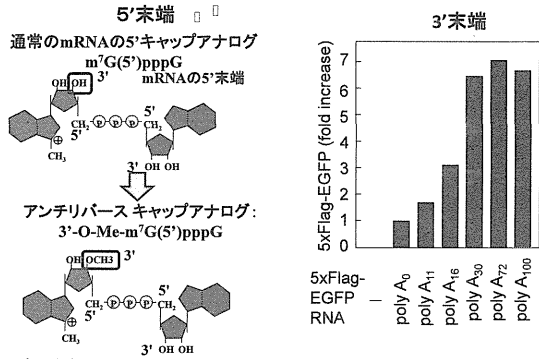 5′末端
通常のmRNAの5′キャップアナログ
m⁷G(5′)pppG
3′
OH OH
mRNAの5′末端
5′
5′
CH₂ P P P CH₂
⊕
CH₃
3′
OH OH
アンチリバース キャップアナログ:
3′-O-Me-m⁷G(5′)pppG
OH OCH3 3′
5′
5′
CH₂ P P P CH₂
⊕
CH₃
3′
OH OH
3′末端
5xFlag-EGFP (fold increase)
7
6
5
4
3
2
1
0
5xFlag-
EGFP
RNA
–
poly A₀
poly A₁₁
poly A₁₆
poly A₃₀
poly A₇₂
poly A₁₀₀